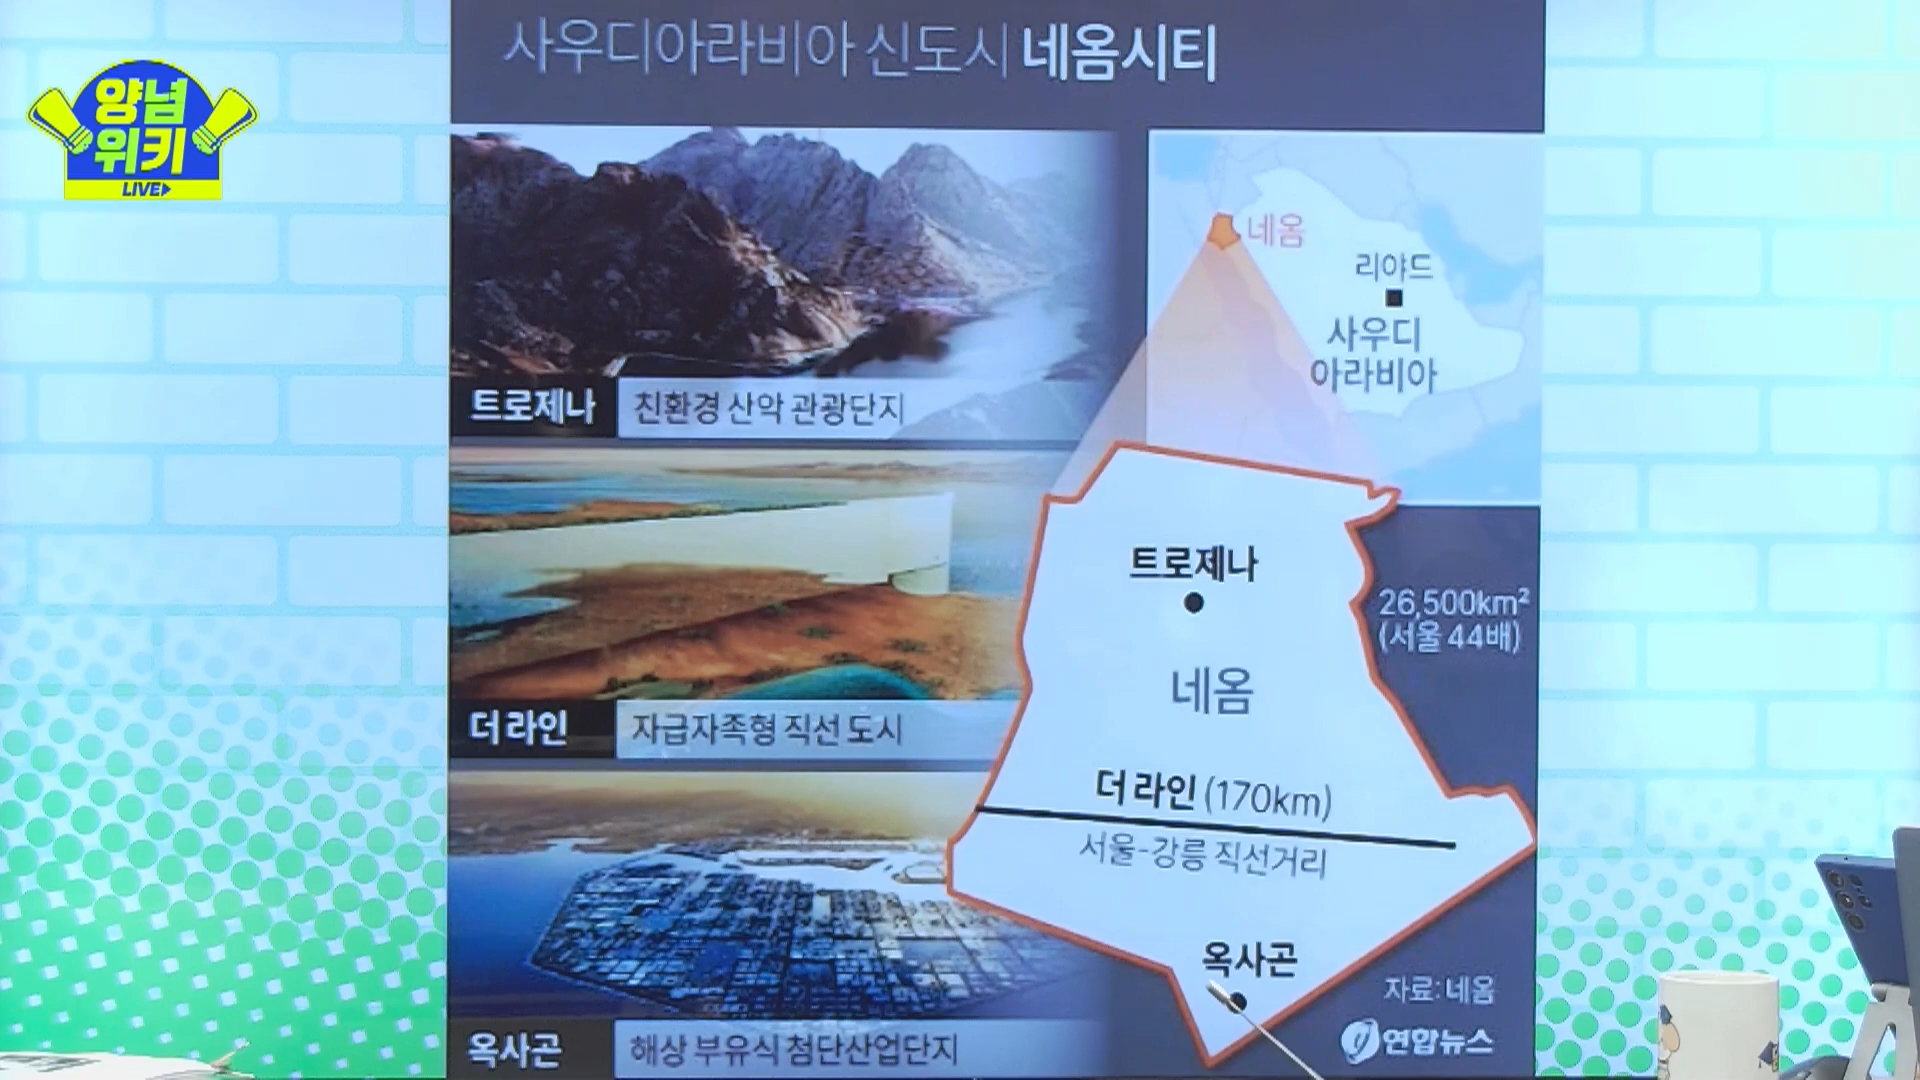 양념
위키
LIVE
사우디아라비아 신도시 네옴시티
네옴
리야드
사우디
아라비아
트로제나 친환경 산악 관광단지
더 라인 자급자족형 직선 도시
옥사곤 해상 부유식 첨단산업단지
트로제나
네옴
26,500km²
(서울 44배)
더 라인 (170km)
서울-강릉 직선거리
옥사곤
자료: 네옴
연합뉴스